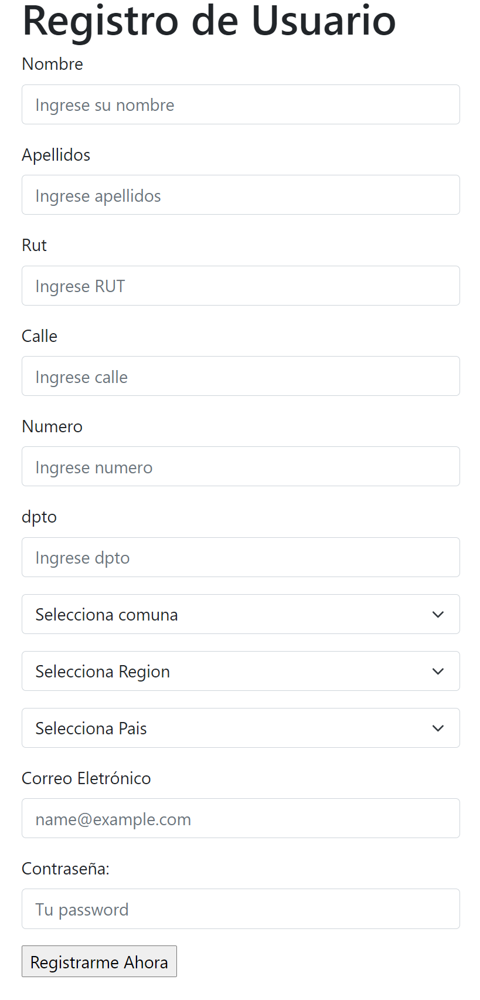 Registro de Usuario
Nombre
Ingrese su nombre
Apellidos
Ingrese apellidos
Rut
Ingrese RUT
Calle
Ingrese calle
Numero
Ingrese numero
dpto
Ingrese dpto
Selecciona comuna
Selecciona Region
Selecciona Pais
Correo Eletrónico
name@example.com
Contraseña:
Tu password
Registrarme Ahora